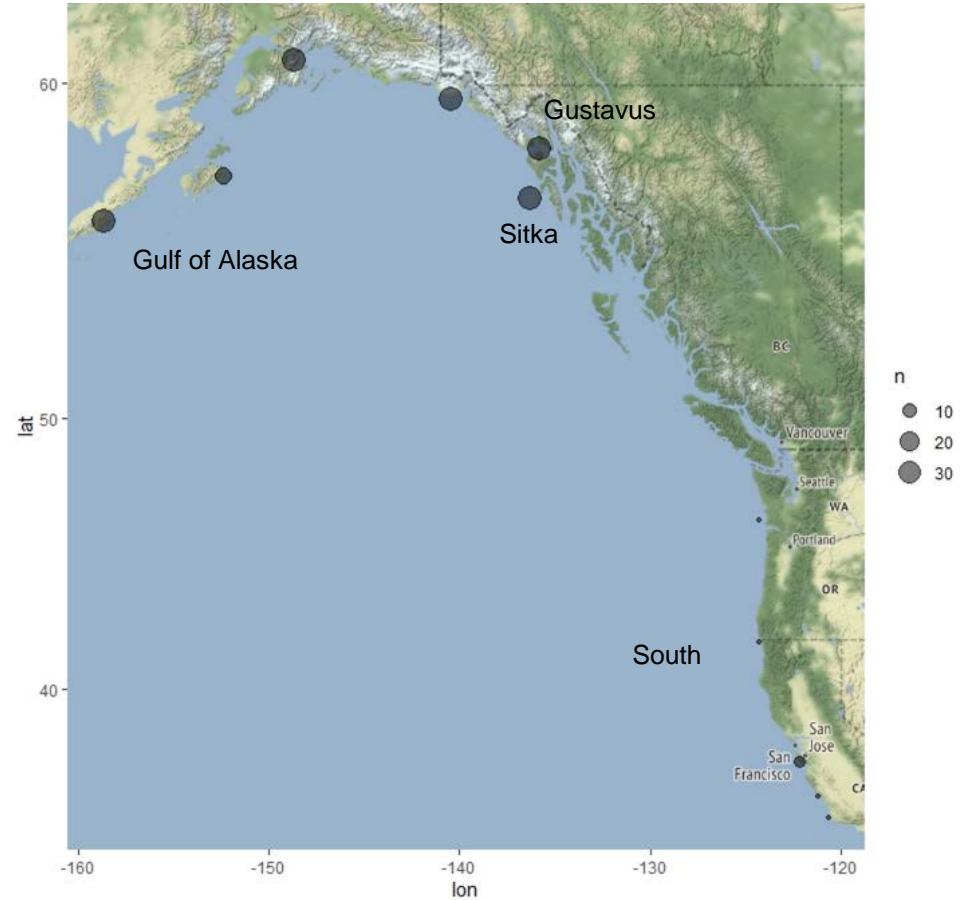 60
Gustavus
Sitka
Gulf of Alaska
BC
n
10
20
30
50
lat
Vancouver
Seattle
WA
Portland
OR
South
40
San
Jose
San
Francisco
-160
-150
-140
-130
-120
lon